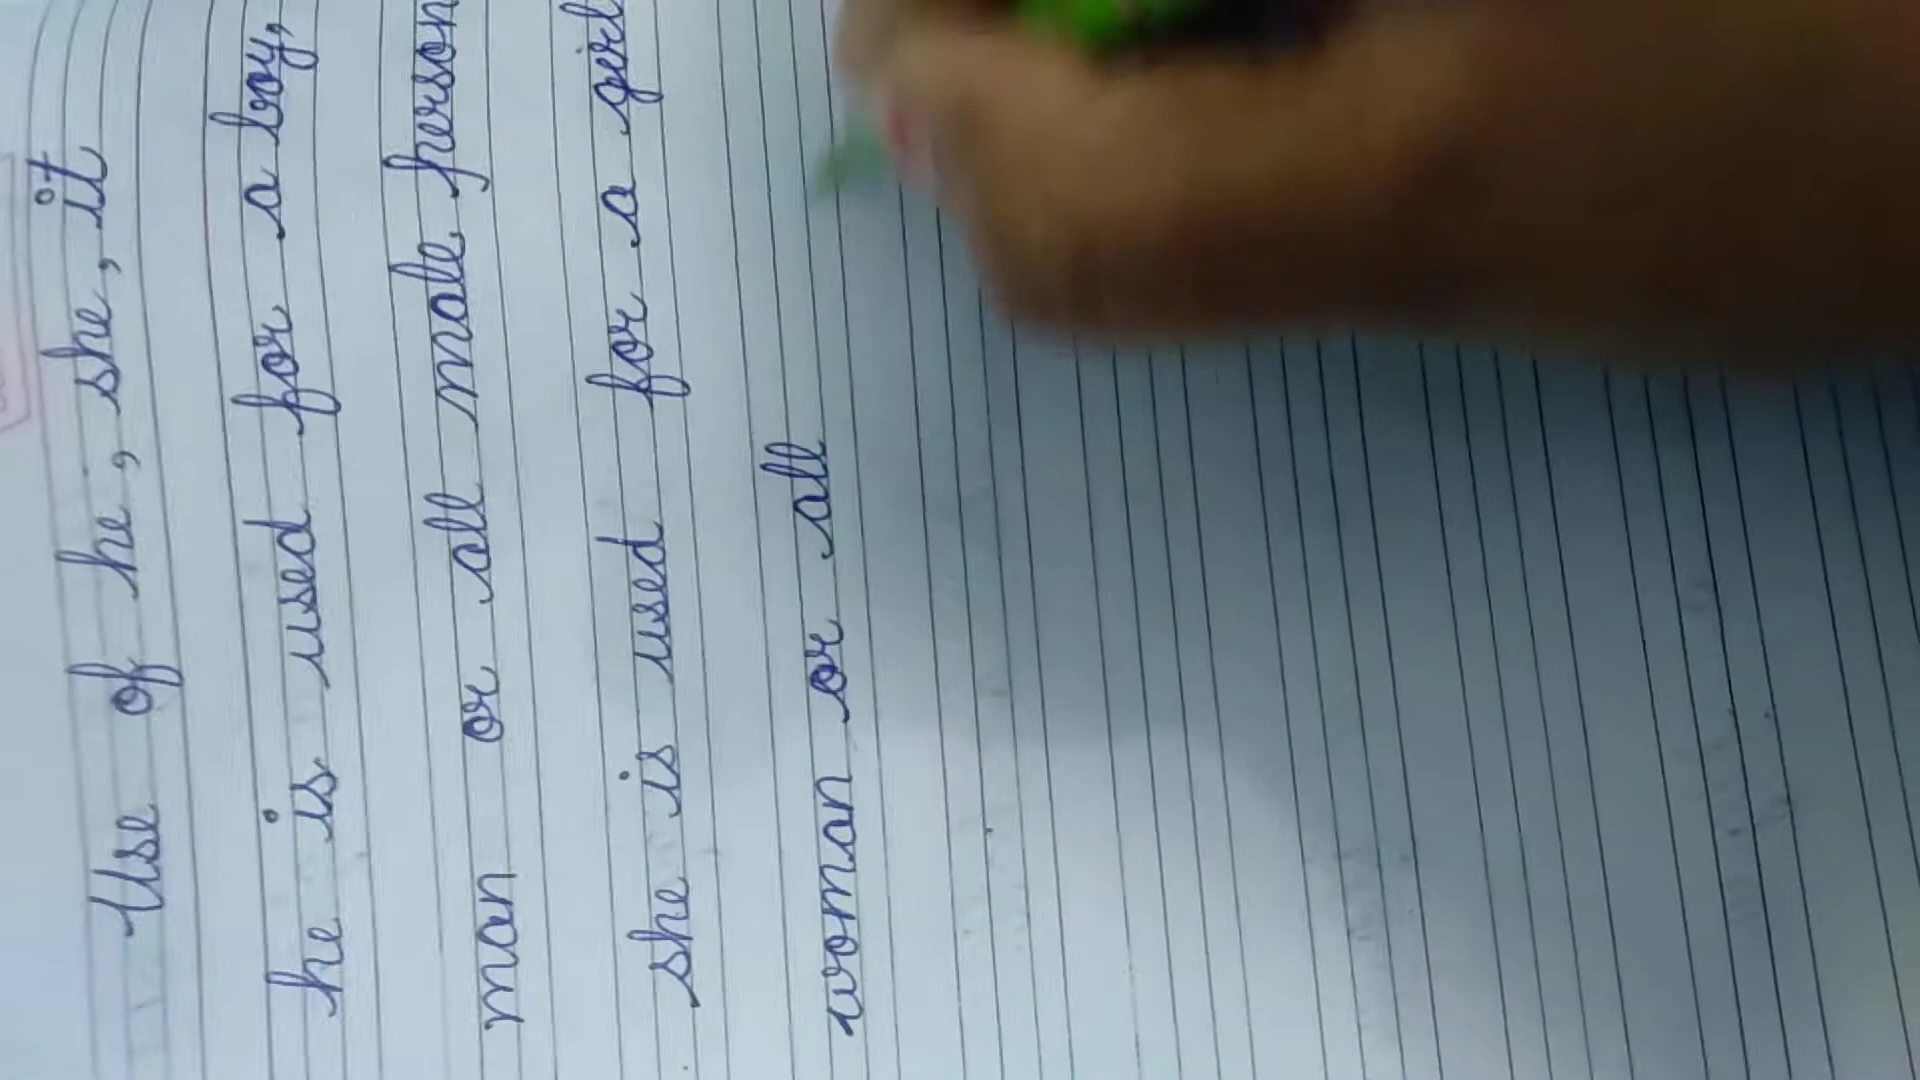 Use of he, she, it
he is used for a boy,
man or all male person
she is used for a girl
woman or all